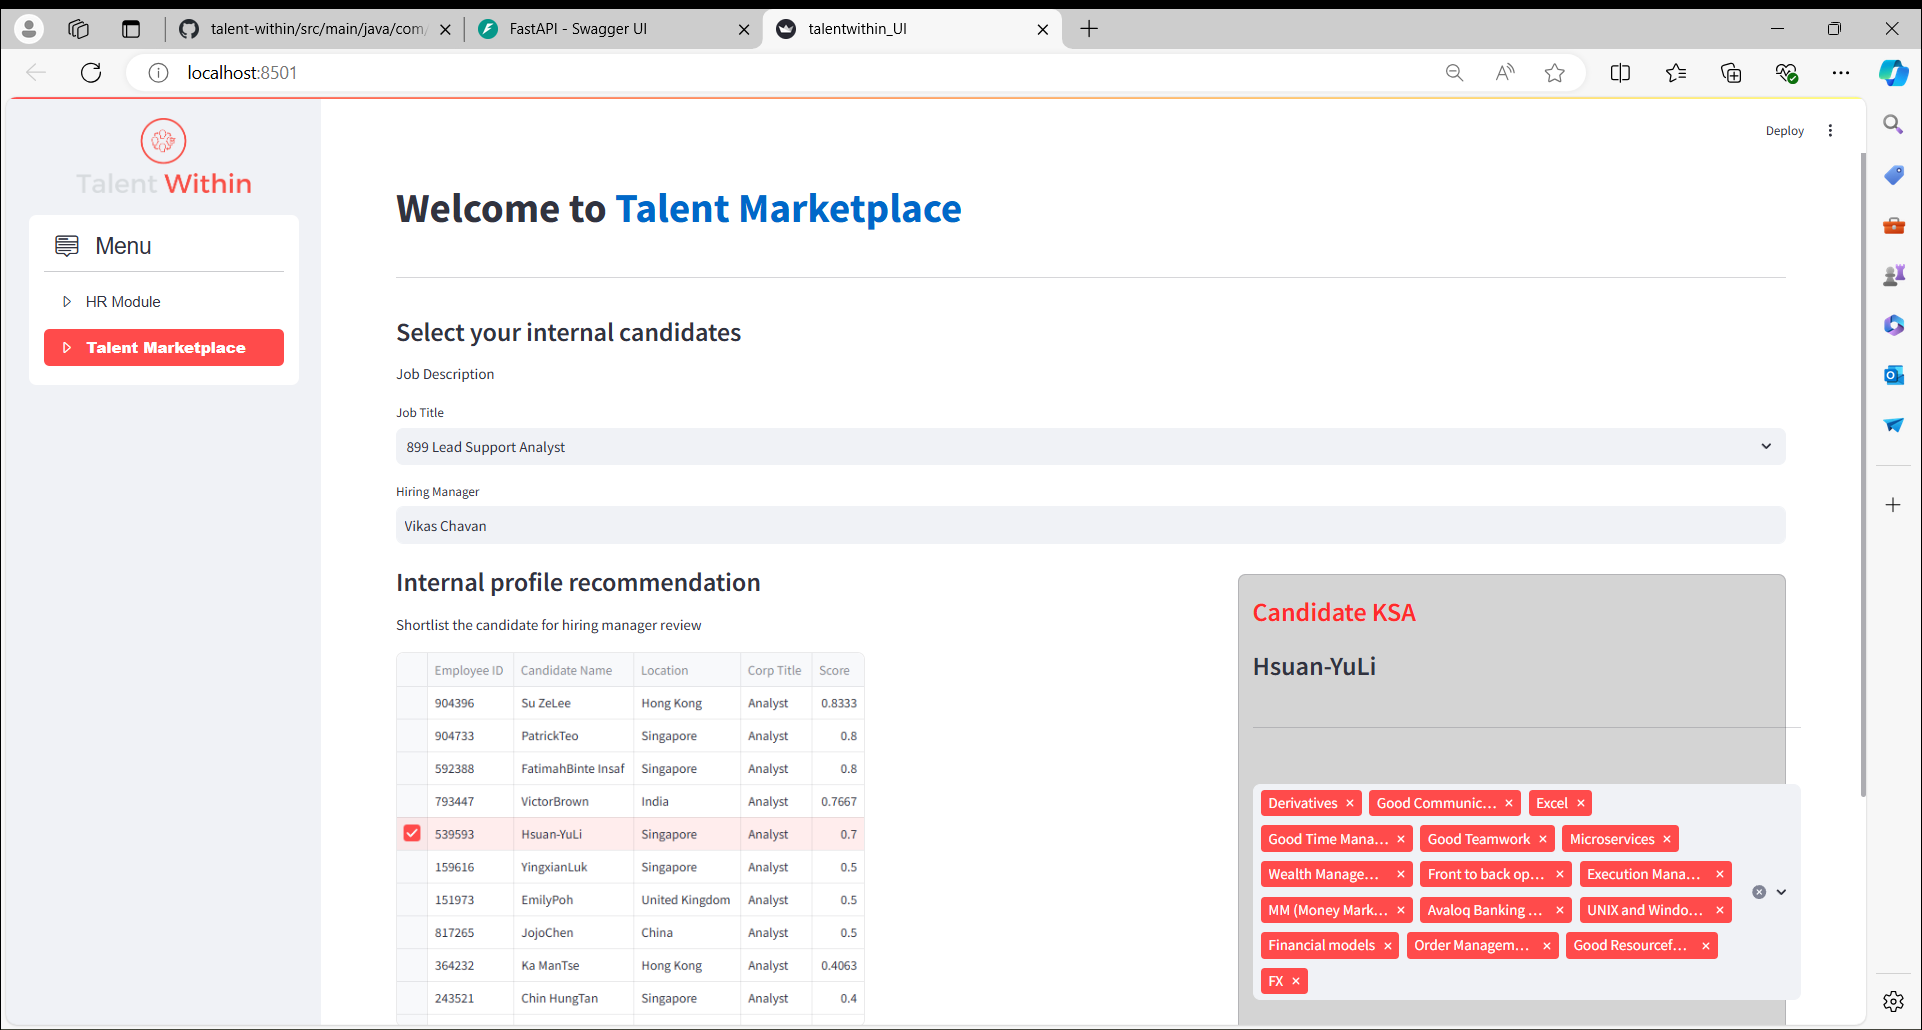 talent-within/src/main/java/com/
FastAPI - Swagger UI
talentwithin_UI
localhost:8501
Deploy
Talent Within
Menu
HR Module
Talent Marketplace
Welcome to Talent Marketplace
Select your internal candidates
Job Description
Job Title
899 Lead Support Analyst
Hiring Manager
Vikas Chavan
Internal profile recommendation
Shortlist the candidate for hiring manager review
Employee ID Candidate Name Location Corp Title Score
904396 Su ZeLee Hong Kong Analyst 0.8333
904733 PatrickTeo Singapore Analyst 0.8
592388 FatimahBinte Insaf Singapore Analyst 0.8
793447 VictorBrown India Analyst 0.7667
539593 Hsuan-YuLi Singapore Analyst 0.7
159616 YingxianLuk Singapore Analyst 0.5
151973 EmilyPoh United Kingdom Analyst 0.5
817265 JojoChen China Analyst 0.5
364232 Ka ManTse Hong Kong Analyst 0.4063
243521 Chin HungTan Singapore Analyst 0.4
Candidate KSA
Hsuan-YuLi
Derivatives Good Communic... Excel
Good Time Mana... Good Teamwork Microservices
Wealth Manage... Front to back op... Execution Mana...
MM (Money Mark... Avaloq Banking ... UNIX and Windo...
Financial models Order Managem... Good Resourcef...
FX